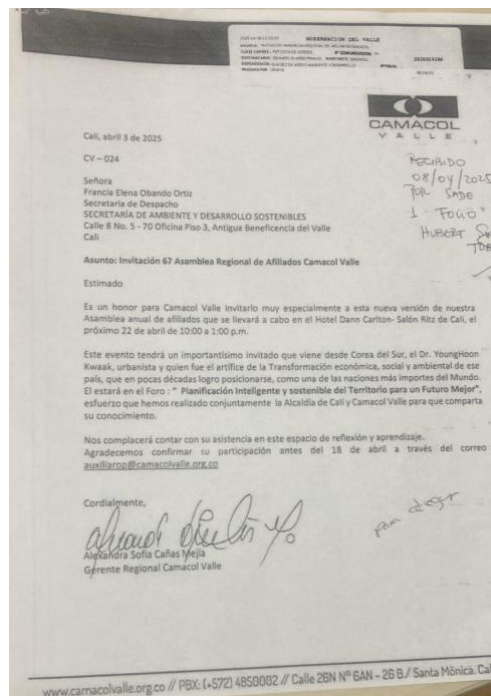 GOBERNACION DEL VALLE
CAMACOL
VALLE
Cali, abril 3 de 2025
CV – 024
RECIBIDO
08/04/2025
POR SADE
1 FOLIO
HUBERT
Señora
Francia Elena Obando Ortiz
Secretaria de Despacho
SECRETARÍA DE AMBIENTE Y DESARROLLO SOSTENIBLES
Calle 8 No. 5 - 70 Oficina Piso 3, Antigua Beneficencia del Valle
Cali
Asunto: Invitación 67 Asamblea Regional de Afiliados Camacol Valle
Estimado
Es un honor para Camacol Valle Invitarlo muy especialmente a esta nueva versión de nuestra
Asamblea anual de afiliados que se llevará a cabo en el Hotel Dann Carlton- Salón Ritz de Cali, el
próximo 22 de abril de 10:00 a 1:00 p.m.
Este evento tendrá un importantísimo invitado que viene desde Corea del Sur, el Dr. YoungHoon
Kwaak, urbanista y quien fue el artífice de la Transformación económica, social y ambiental de ese
país, que en pocas décadas logro posicionarse, como una de las naciones más importes del Mundo.
El estará en el Foro : “ Planificación Inteligente y sostenible del Territorio para un Futuro Mejor”,
esfuerzo que hemos realizado conjuntamente la Alcaldía de Cali y Camacol Valle para que comparta
su conocimiento.
Nos complacerá contar con su asistencia en este espacio de reflexión y aprendizaje.
Agradecemos confirmar su participación antes del 18 de abril a través del correo
auxiliarop@camacolvalle.org.co
Cordialmente,
Alexandra Sofia Cañas Mejía
Gerente Regional Camacol Valle
www.camacolvalle.org.co // PBX: (+572) 4850002 // Calle 26N Nº 6AN - 26 B./ Santa Mónica. Cal